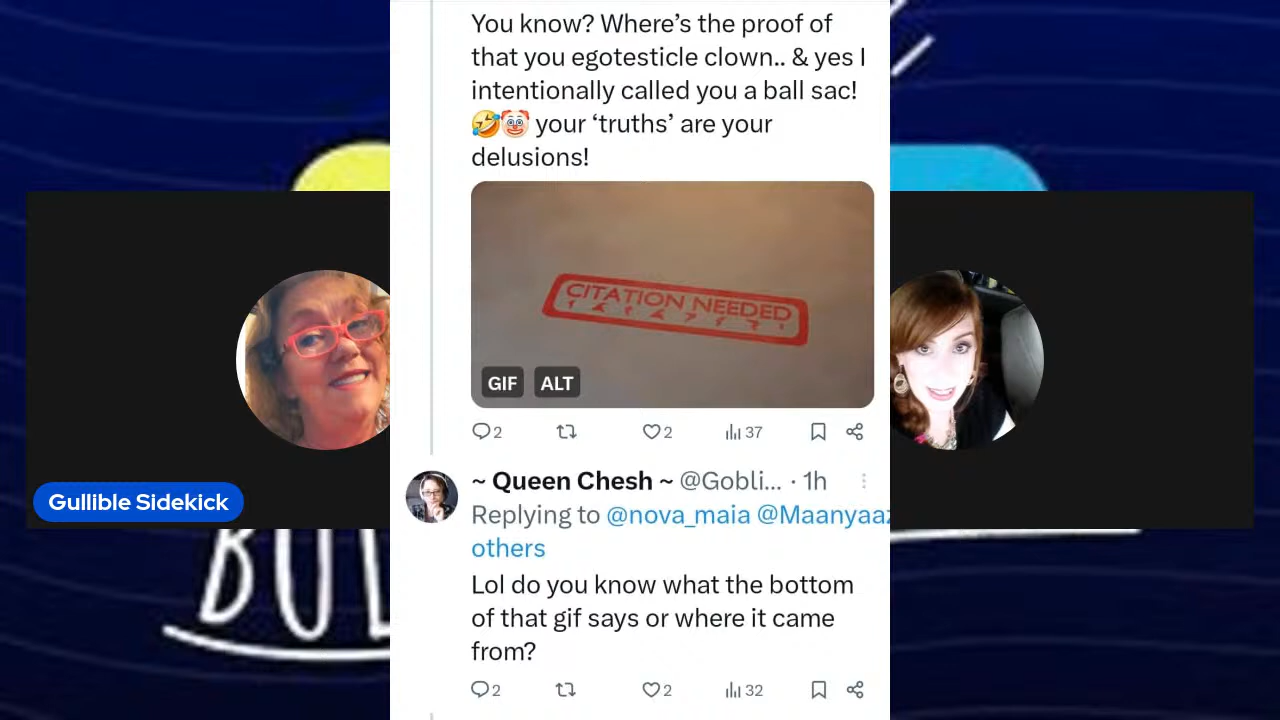 You know? Where’s the proof of
that you egotesticle clown.. & yes I
intentionally called you a ball sac!
🤣🤡 your ‘truths’ are your
delusions!
CITATION NEEDED
GIF ALT
2 2 37
~ Queen Chesh ~ @Gobli... · 1h
Replying to @nova_maia @Maanyaaz
others
Lol do you know what the bottom
of that gif says or where it came
from?
2 2 32
Gullible Sidekick